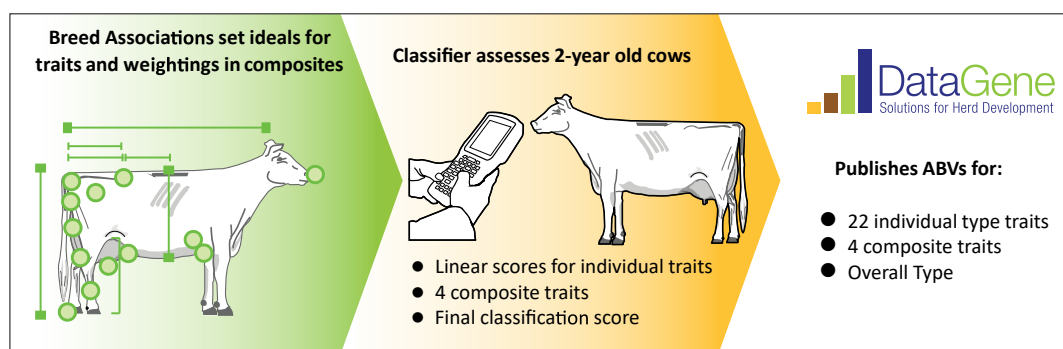 Breed Associations set ideals for
traits and weightings in composites
Classifier assesses 2-year old cows
● Linear scores for individual traits
● 4 composite traits
● Final classification score
DataGene
Solutions for Herd Development
Publishes ABVs for:
● 22 individual type traits
● 4 composite traits
● Overall Type